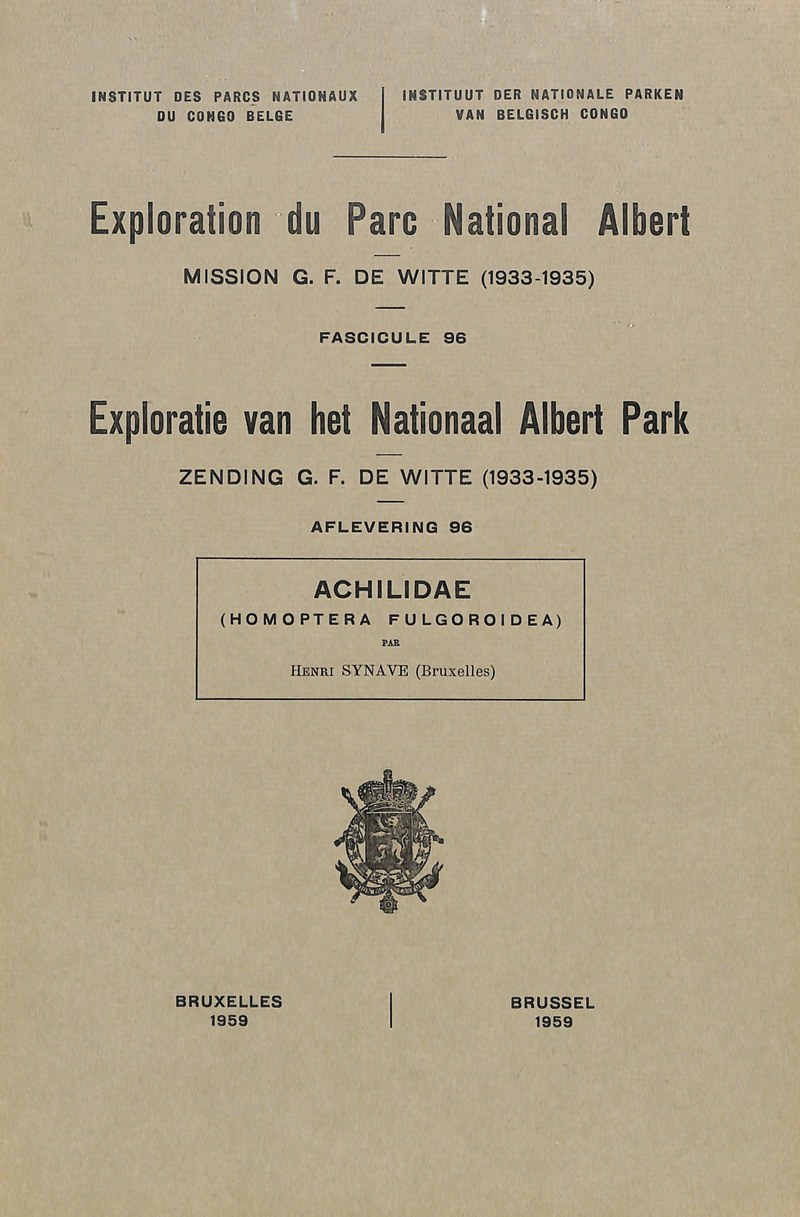 INSTITUT DES PARCS NATIONAUX
DU CONGO BELGE
INSTITUUT DER NATIONALE PARKEN
VAN BELGISCH CONGO
Exploration du Parc National Albert
MISSION G. F. DE WITTE (1933-1935)
FASCICULE 96
Exploratie van het Nationaal Albert Park
ZENDING G. F. DE WITTE (1933-1935)
AFLEVERING 96
ACHILIDAE
(HOMOPTERA FULGOROIDEA)
PAR
HENRI SYNAVE (Bruxelles)
BRUXELLES
1959
BRUSSEL
1959